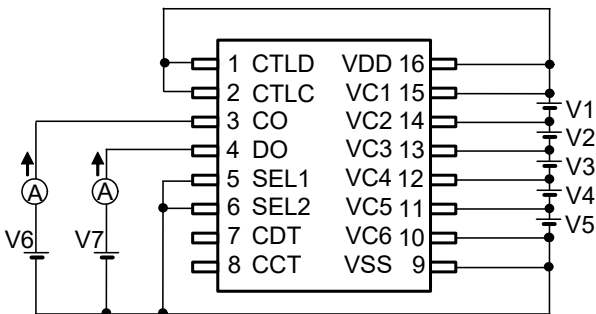 1 CTLD VDD 16
2 CTLC VC1 15
3 CO VC2 14
4 DO VC3 13
5 SEL1 VC4 12
6 SEL2 VC5 11
7 CDT VC6 10
8 CCT VSS 9
V1
V2
V3
V4
V5
A A
V6 V7